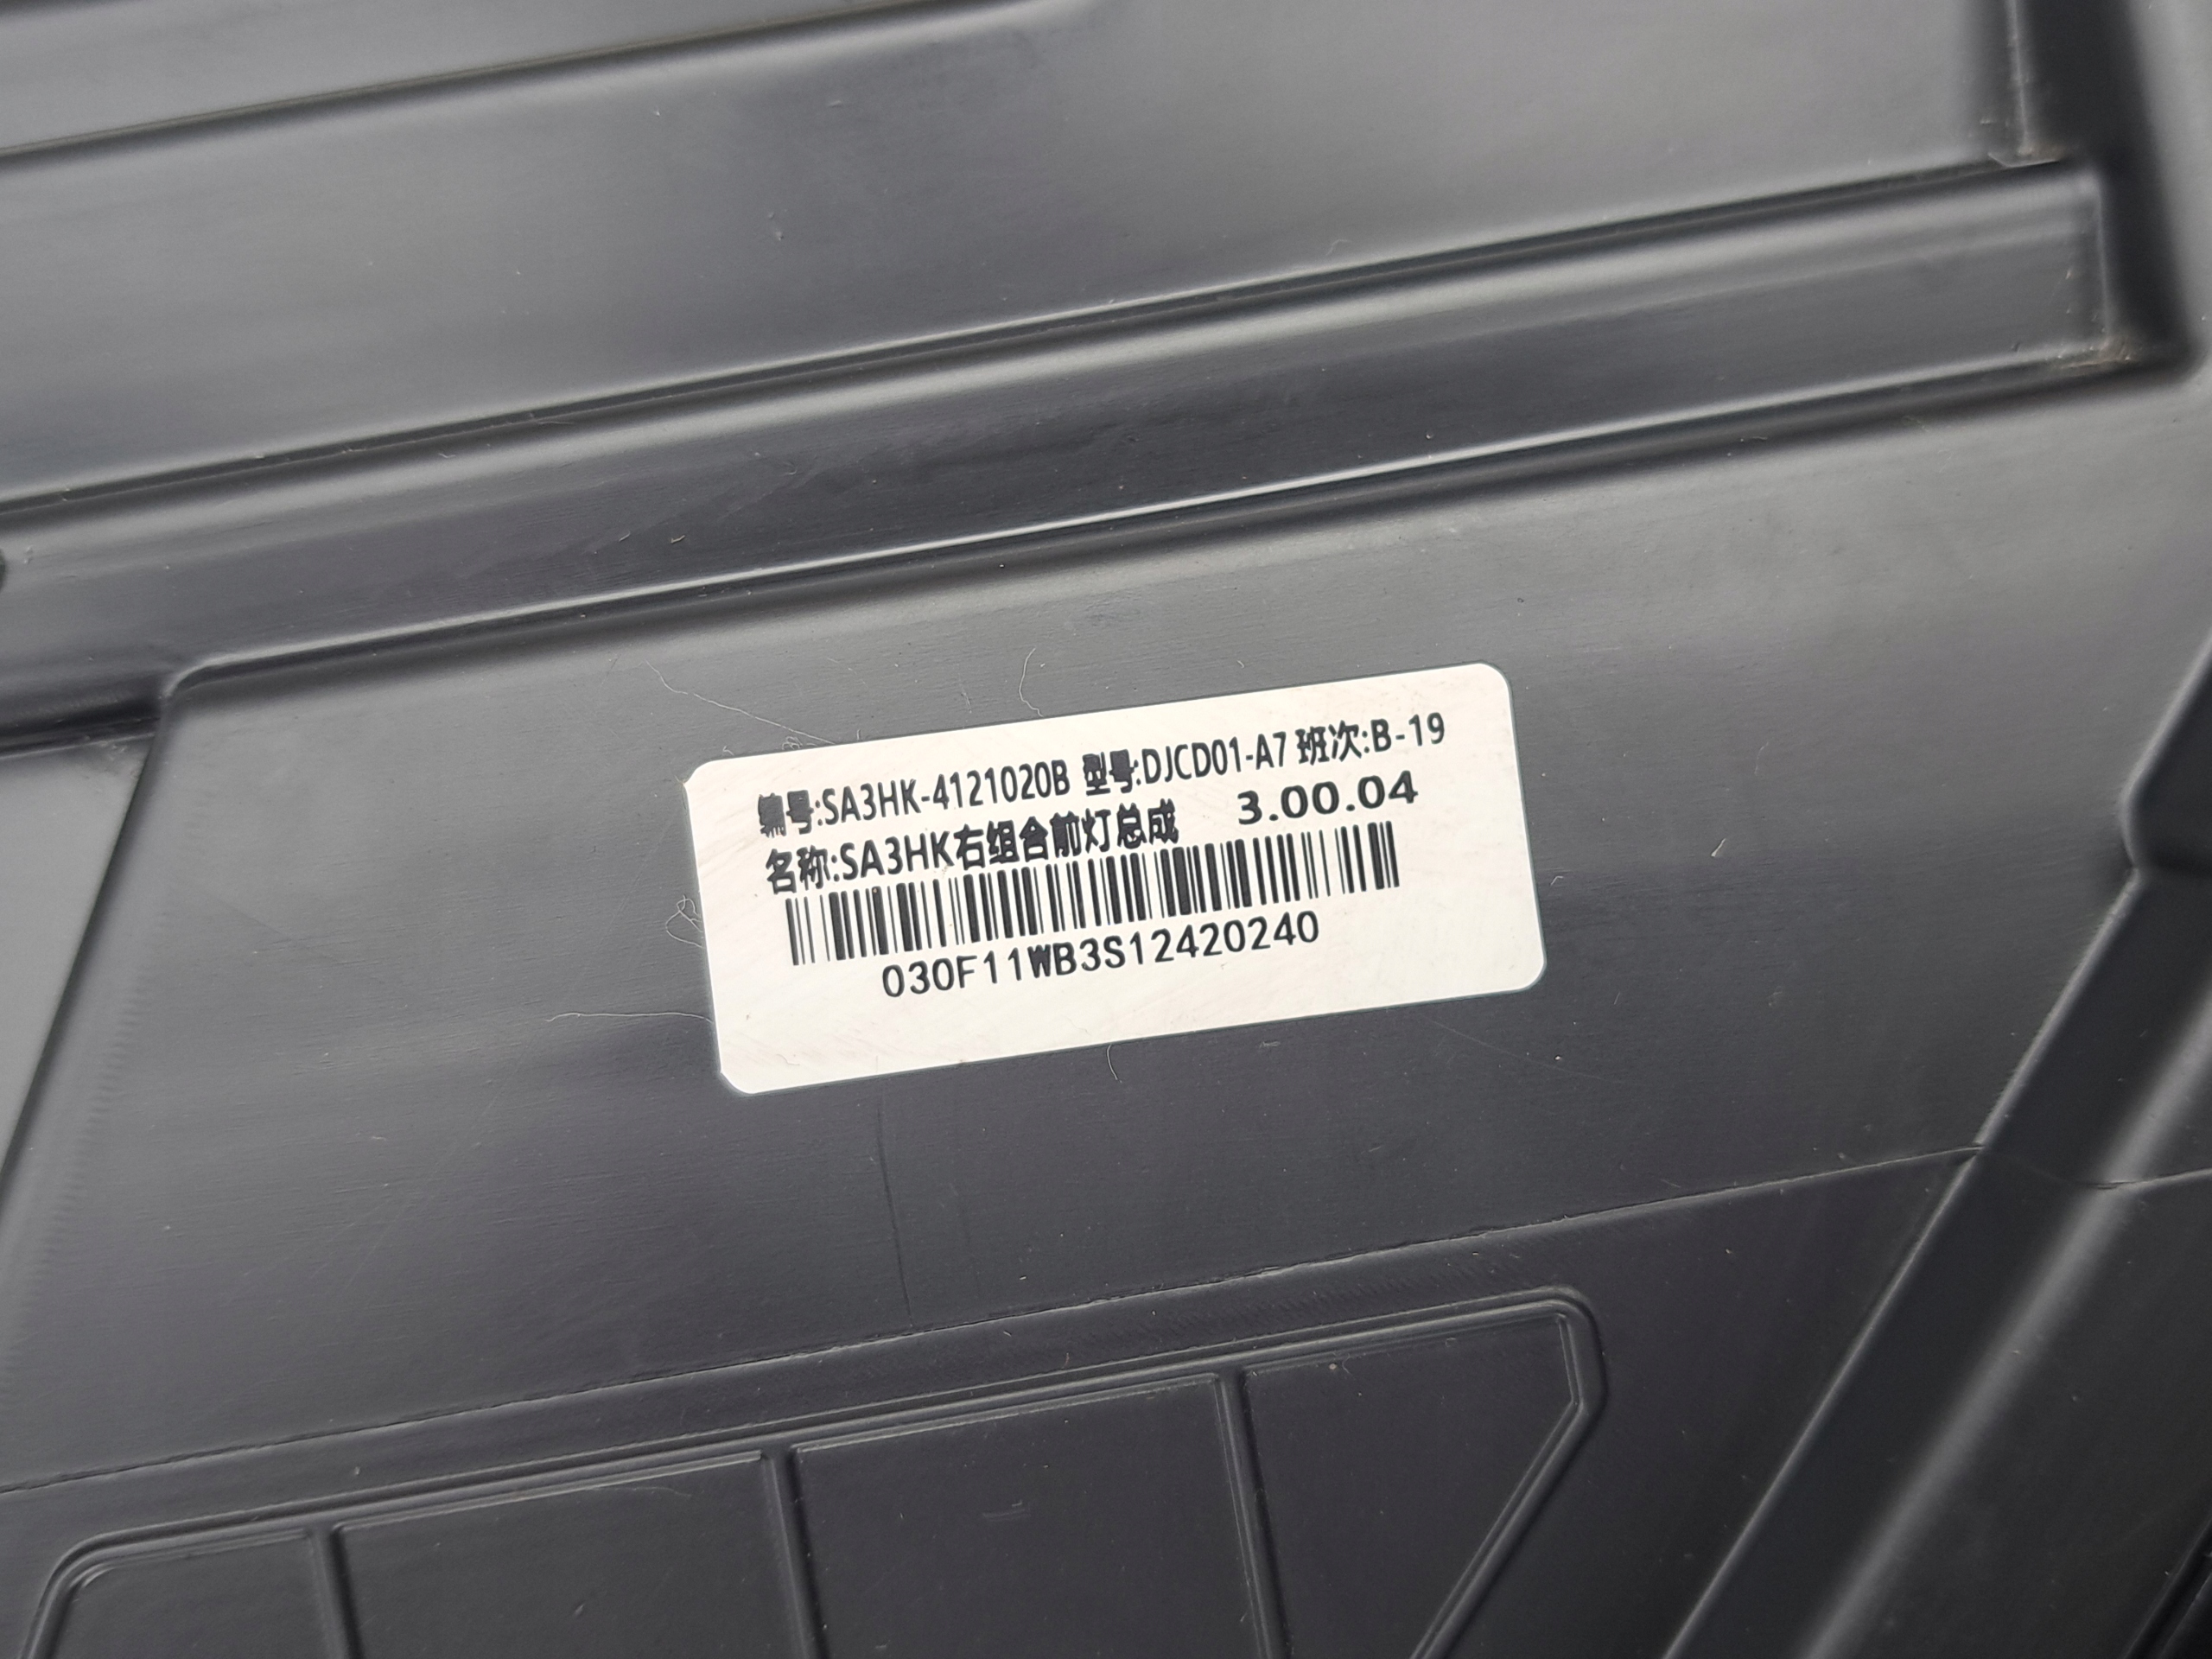 编号:SA3HK-4121020B 型号:DJCD01-A7 班次:B-19
名称:SA3HK右组合前灯总成 3.00.04
030F11WB3S12420240